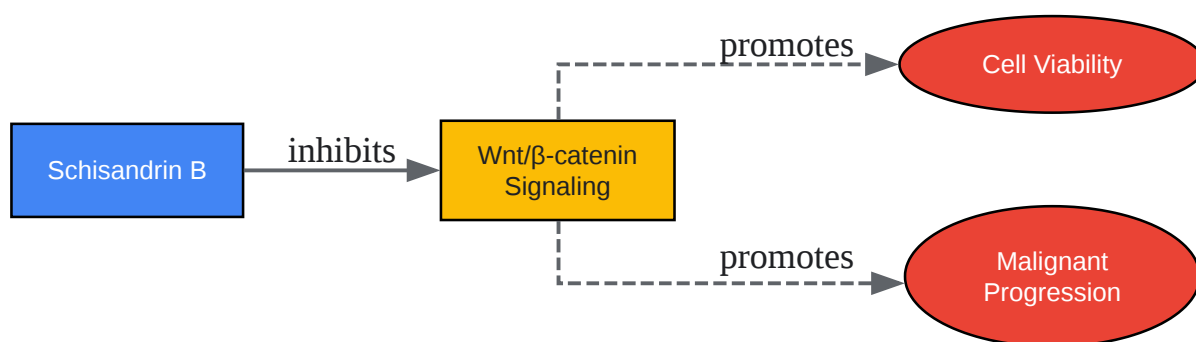 promotes
Cell Viability
Schisandrin B
inhibits
Wnt/β-catenin
Signaling
promotes
Malignant
Progression